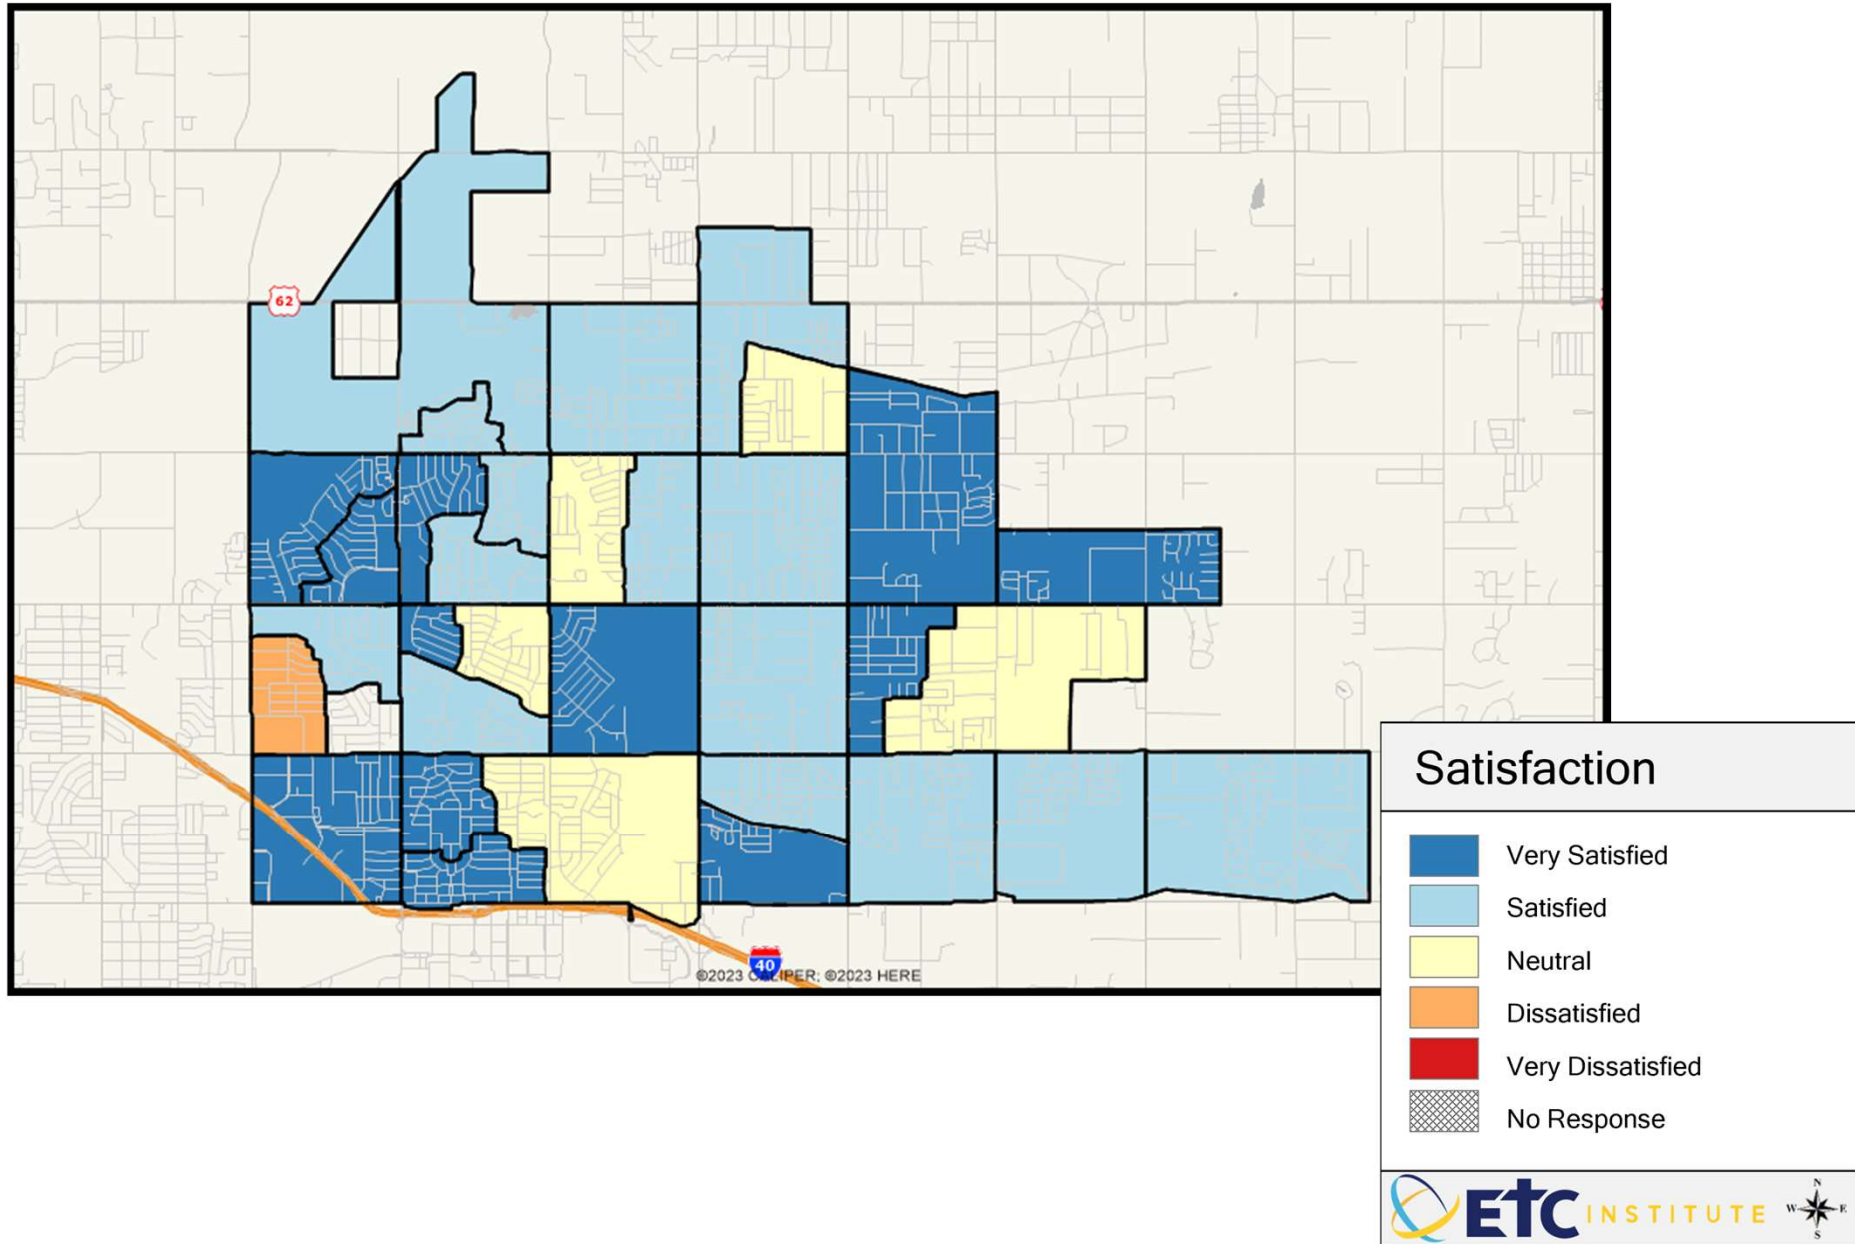 62
40
©2023 CALIPER; ©2023 HERE
Satisfaction
Very Satisfied
Satisfied
Neutral
Dissatisfied
Very Dissatisfied
No Response
ETC INSTITUTE
N
W E
S